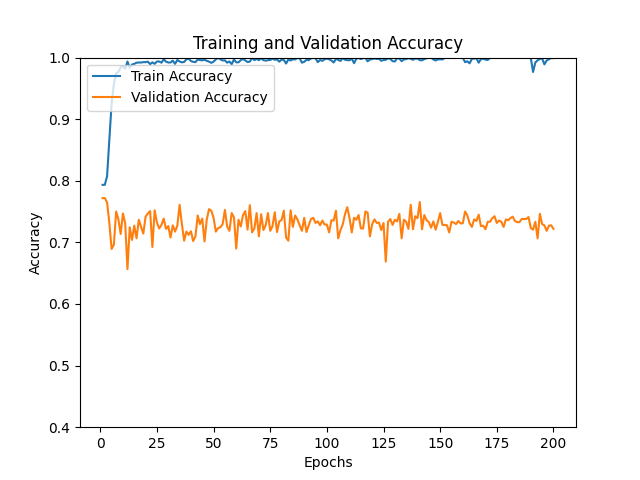 Training and Validation Accuracy
Train Accuracy
Validation Accuracy
1.0
0.9
0.8
0.7
0.6
0.5
0.4
Accuracy
0 25 50 75 100 125 150 175 200
Epochs